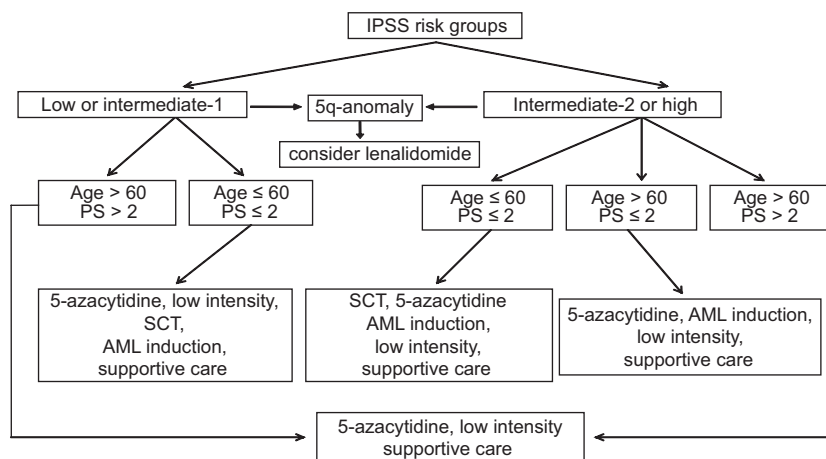 IPSS risk groups
Low or intermediate-1
5q-anomaly
Intermediate-2 or high
consider lenalidomide
Age > 60
PS > 2
Age ≤ 60
PS ≤ 2
Age ≤ 60
PS ≤ 2
Age > 60
PS ≤ 2
Age > 60
PS > 2
5-azacytidine, low intensity,
SCT,
AML induction,
supportive care
SCT, 5-azacytidine
AML induction,
low intensity,
supportive care
5-azacytidine, AML induction,
low intensity,
supportive care
5-azacytidine, low intensity
supportive care